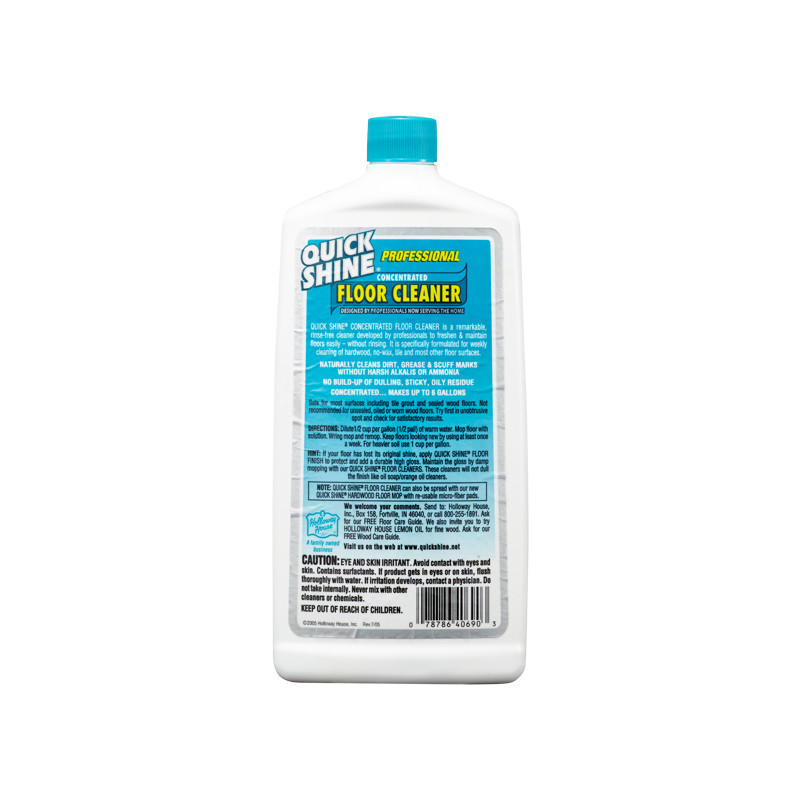 QUICK
SHINE®
PROFESSIONAL
CONCENTRATED
FLOOR CLEANER
DESIGNED BY PROFESSIONALS NOW SERVING THE HOME
QUICK SHINE® CONCENTRATED FLOOR CLEANER is a remarkable,
rinse-free cleaner developed by professionals to freshen & maintain
floors easily – without rinsing. It is specifically formulated for weekly
cleaning of hardwood, no-wax, tile and most other floor surfaces.
NATURALLY CLEANS DIRT, GREASE & SCUFF MARKS
WITHOUT HARSH ALKALIS OR AMMONIA
NO BUILD-UP OF DULLING, STICKY, OILY RESIDUE
CONCENTRATED... MAKES UP TO 8 GALLONS
Safe for most surfaces including tile grout and sealed wood floors. Not
recommended for unsealed, oiled or worn wood floors. Try first in unobtrusive
spot and check for satisfactory results.
DIRECTIONS: Dilute 1/2 cup per gallon (1/2 pail) of warm water. Mop floor with
solution. Wring mop and remop. Keep floors looking new by using at least once
a week. For heavier soil use 1 cup per gallon.
HINT: If your floor has lost its original shine, apply QUICK SHINE® FLOOR
FINISH to protect and add a durable high gloss. Maintain the gloss by damp
mopping with our QUICK SHINE® FLOOR CLEANERS. These cleaners will not dull
the finish like oil soap/orange oil cleaners.
NOTE: QUICK SHINE® FLOOR CLEANER can also be spread with our new
QUICK SHINE® HARDWOOD FLOOR MOP with re-usable micro-fiber pads.
Holloway
House
A family owned
business
We welcome your comments. Send to: Holloway House,
Inc., Box 158, Fortville, IN 46040, or call 800-255-1891. Ask
for our FREE Floor Care Guide. We also invite you to try
HOLLOWAY HOUSE LEMON OIL for fine wood. Ask for our
FREE Wood Care Guide.
Visit us on the web at www.quickshine.net
CAUTION: EYE AND SKIN IRRITANT. Avoid contact with eyes and
skin. Contains surfactants. If product gets in eyes or on skin, flush
thoroughly with water. If irritation develops, contact a physician. Do
not take internally. Never mix with other
cleaners or chemicals.
KEEP OUT OF REACH OF CHILDREN.
©2005 Holloway House, Inc. Rev.7/05
0 78786 40690 3